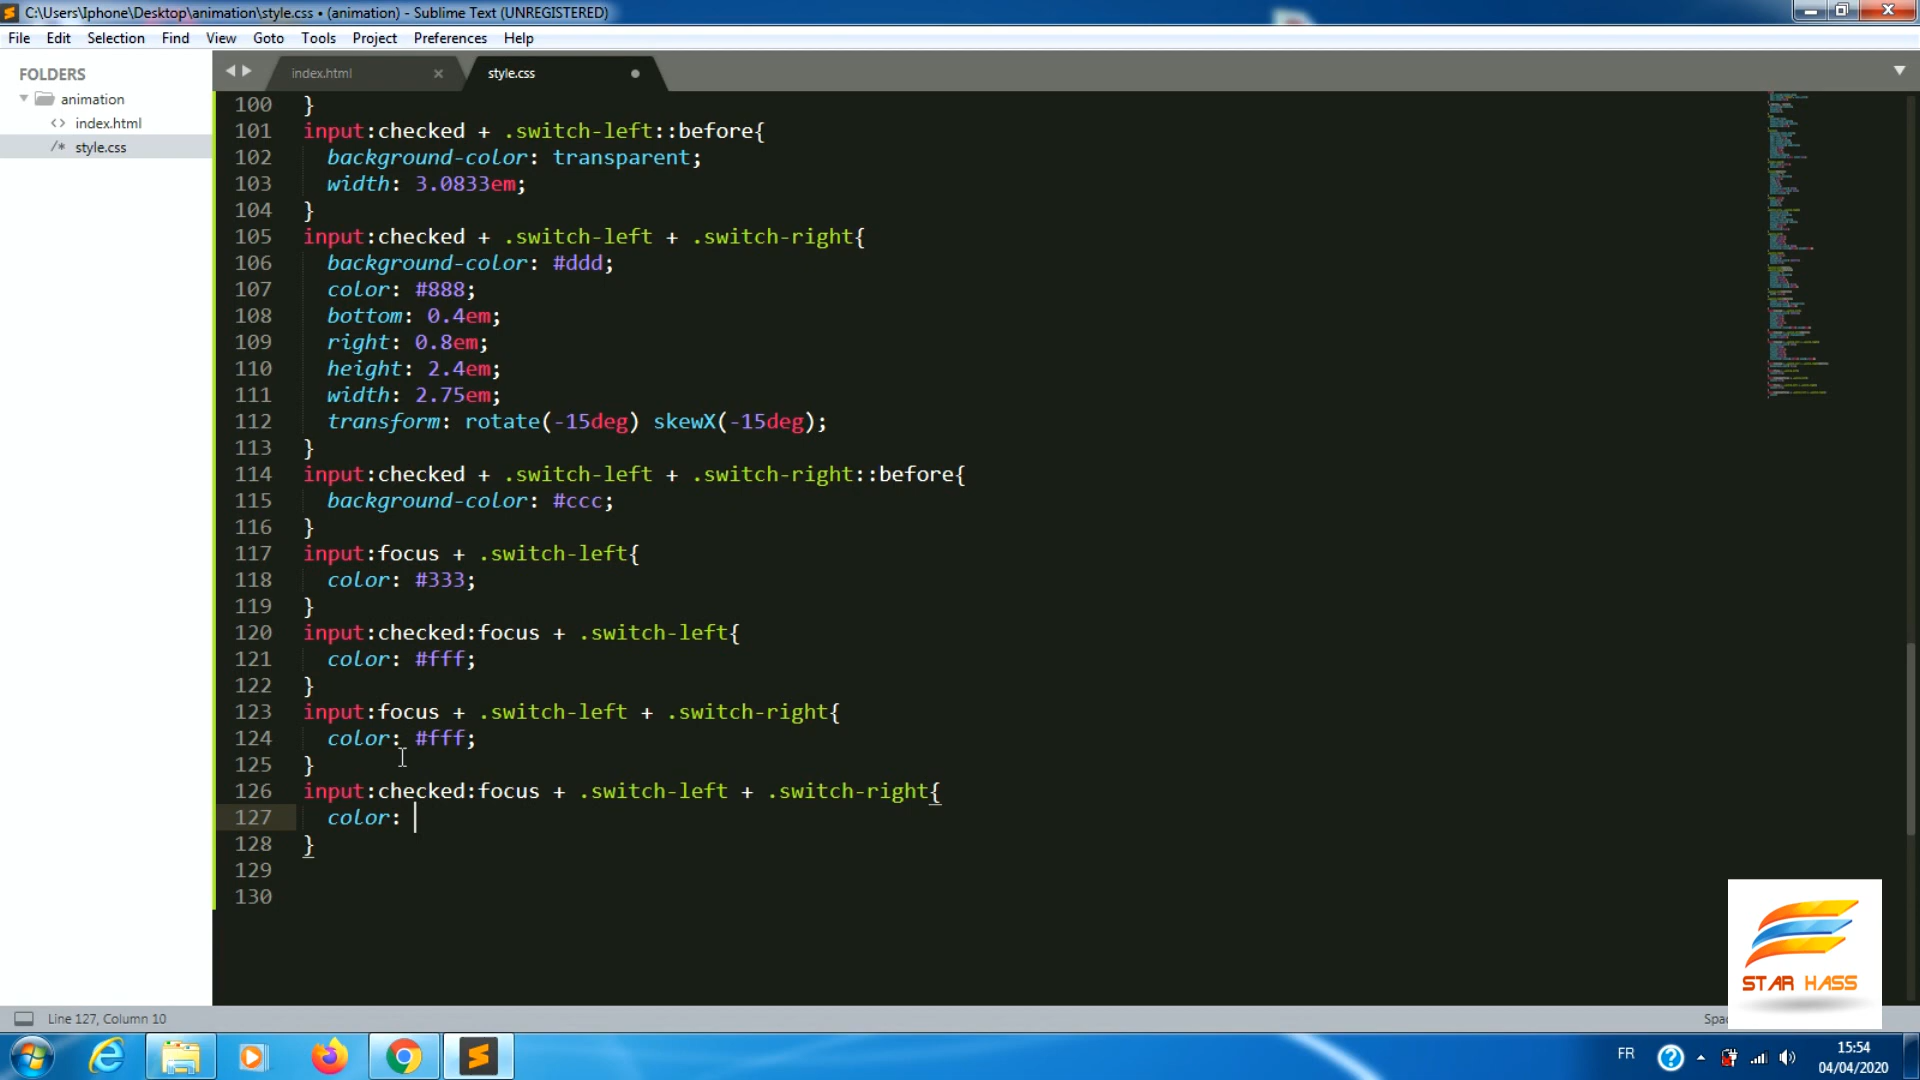 C:\Users\Iphone\Desktop\animation\style.css • (animation) - Sublime Text (UNREGISTERED)
File Edit Selection Find View Goto Tools Project Preferences Help
FOLDERS
animation
<> index.html
/* style.css
index.html × style.css
100 }
101 input:checked + .switch-left::before{
102 background-color: transparent;
103 width: 3.0833em;
104 }
105 input:checked + .switch-left + .switch-right{
106 background-color: #ddd;
107 color: #888;
108 bottom: 0.4em;
109 right: 0.8em;
110 height: 2.4em;
111 width: 2.75em;
112 transform: rotate(-15deg) skewX(-15deg);
113 }
114 input:checked + .switch-left + .switch-right::before{
115 background-color: #ccc;
116 }
117 input:focus + .switch-left{
118 color: #333;
119 }
120 input:checked:focus + .switch-left{
121 color: #fff;
122 }
123 input:focus + .switch-left + .switch-right{
124 color: #fff;
125 }
126 input:checked:focus + .switch-left + .switch-right{
127 color:
128 }
129
130
STAR HASS
Line 127, Column 10
FR
15:54
04/04/2020